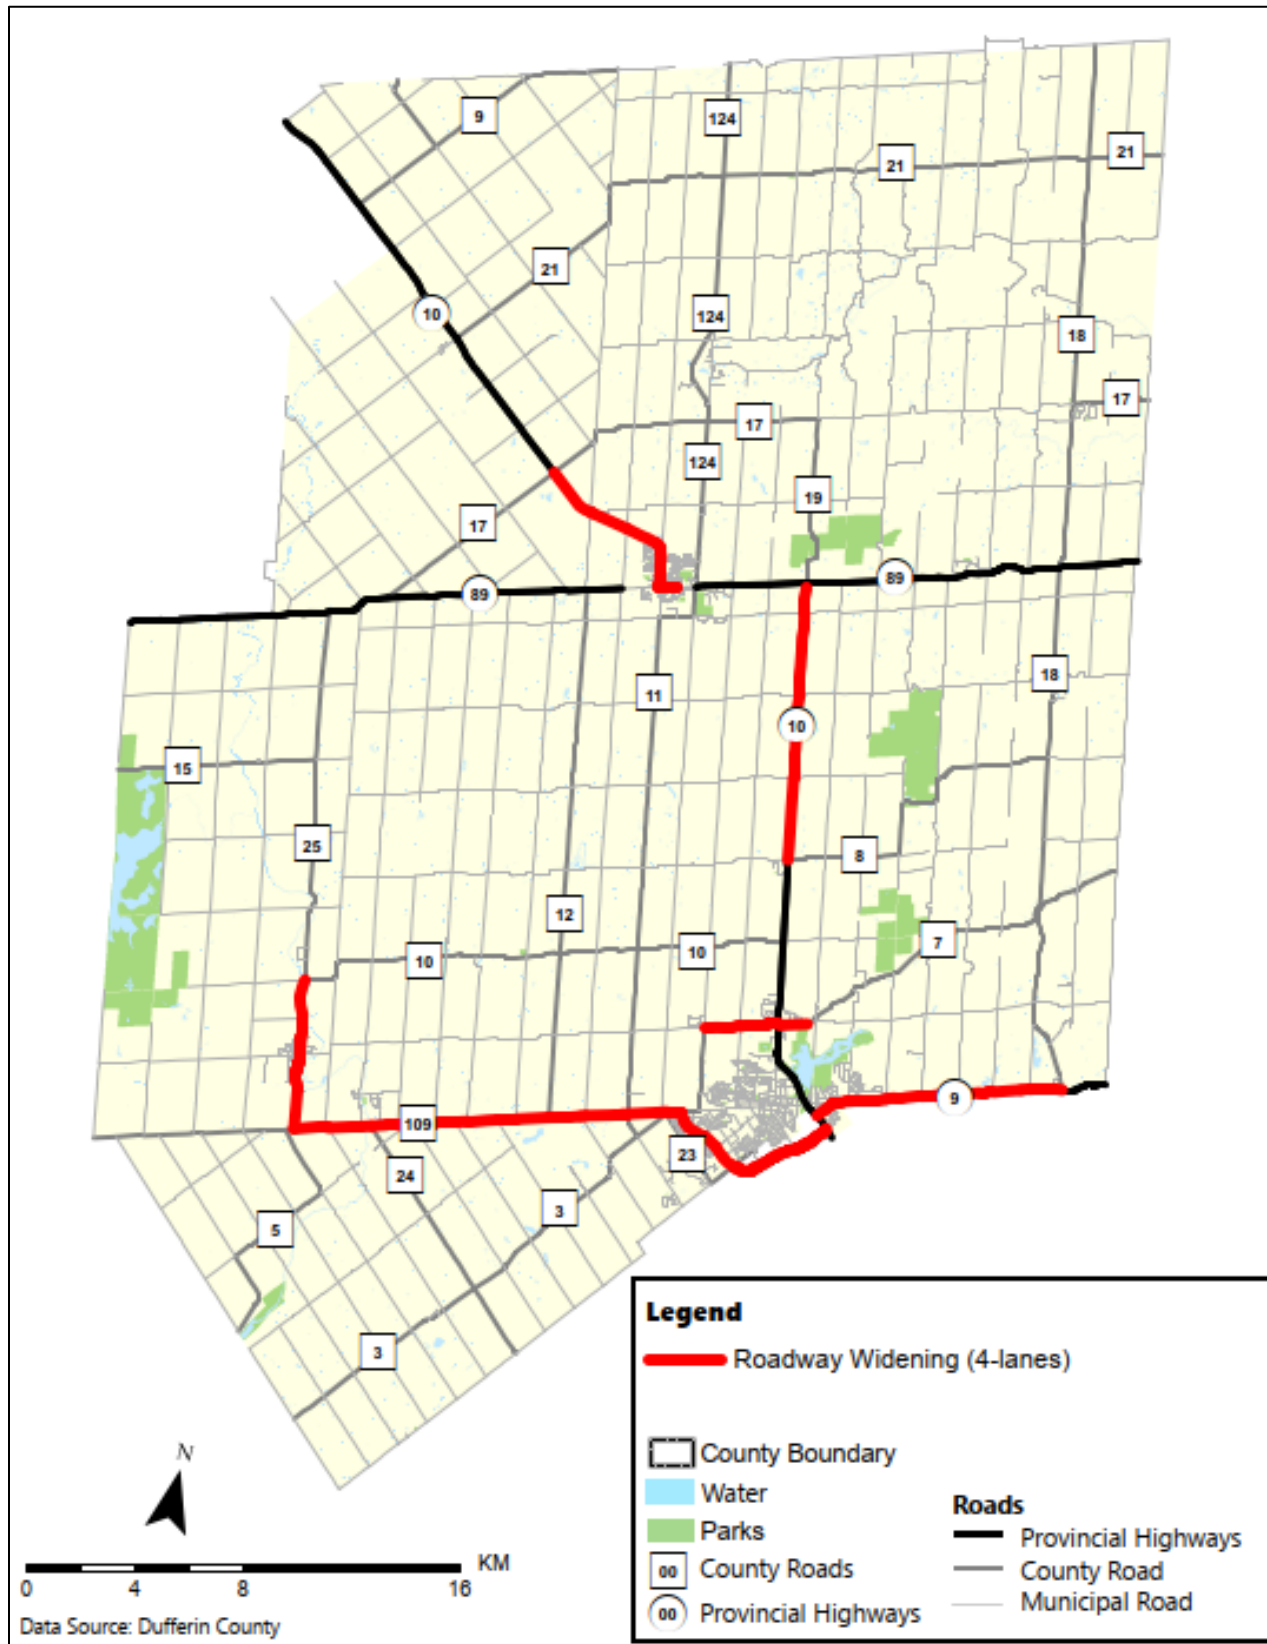 9
124
21
21
21
10
124
18
17
17
124
19
17
89
89
18
11
10
15
25
8
12
10
10
7
9
109
23
24
3
5
3
Legend
Roadway Widening (4-lanes)
County Boundary
Water
Parks
00 County Roads
00 Provincial Highways
Roads
Provincial Highways
County Road
Municipal Road
N
KM
0 4 8 16
Data Source: Dufferin County